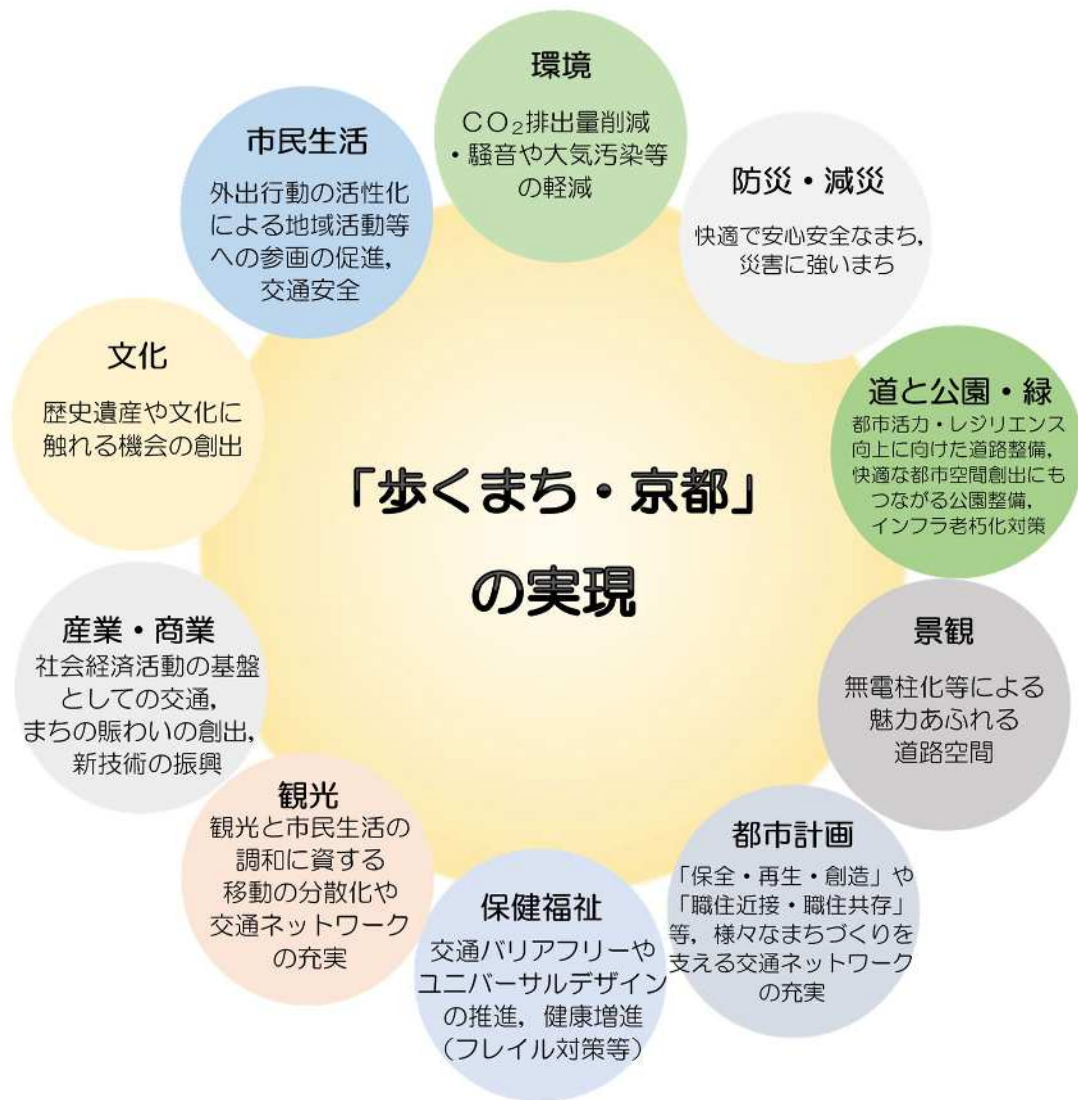 環境
ＣＯ₂排出量削減
・騒音や大気汚染等
の軽減
防災・減災
快適で安心安全なまち，
災害に強いまち
道と公園・緑
都市活力・レジリエンス
向上に向けた道路整備，
快適な都市空間創出にも
つながる公園整備，
インフラ老朽化対策
景観
無電柱化等による
魅力あふれる
道路空間
都市計画
「保全・再生・創造」や
「職住近接・職住共存」
等，様々なまちづくりを
支える交通ネットワーク
の充実
保健福祉
交通バリアフリーや
ユニバーサルデザイン
の推進，健康増進
（フレイル対策等）
観光
観光と市民生活の
調和に資する
移動の分散化や
交通ネットワーク
の充実
産業・商業
社会経済活動の基盤
としての交通，
まちの賑わいの創出，
新技術の振興
文化
歴史遺産や文化に
触れる機会の創出
市民生活
外出行動の活性化
による地域活動等
への参画の促進，
交通安全
「歩くまち・京都」
の実現